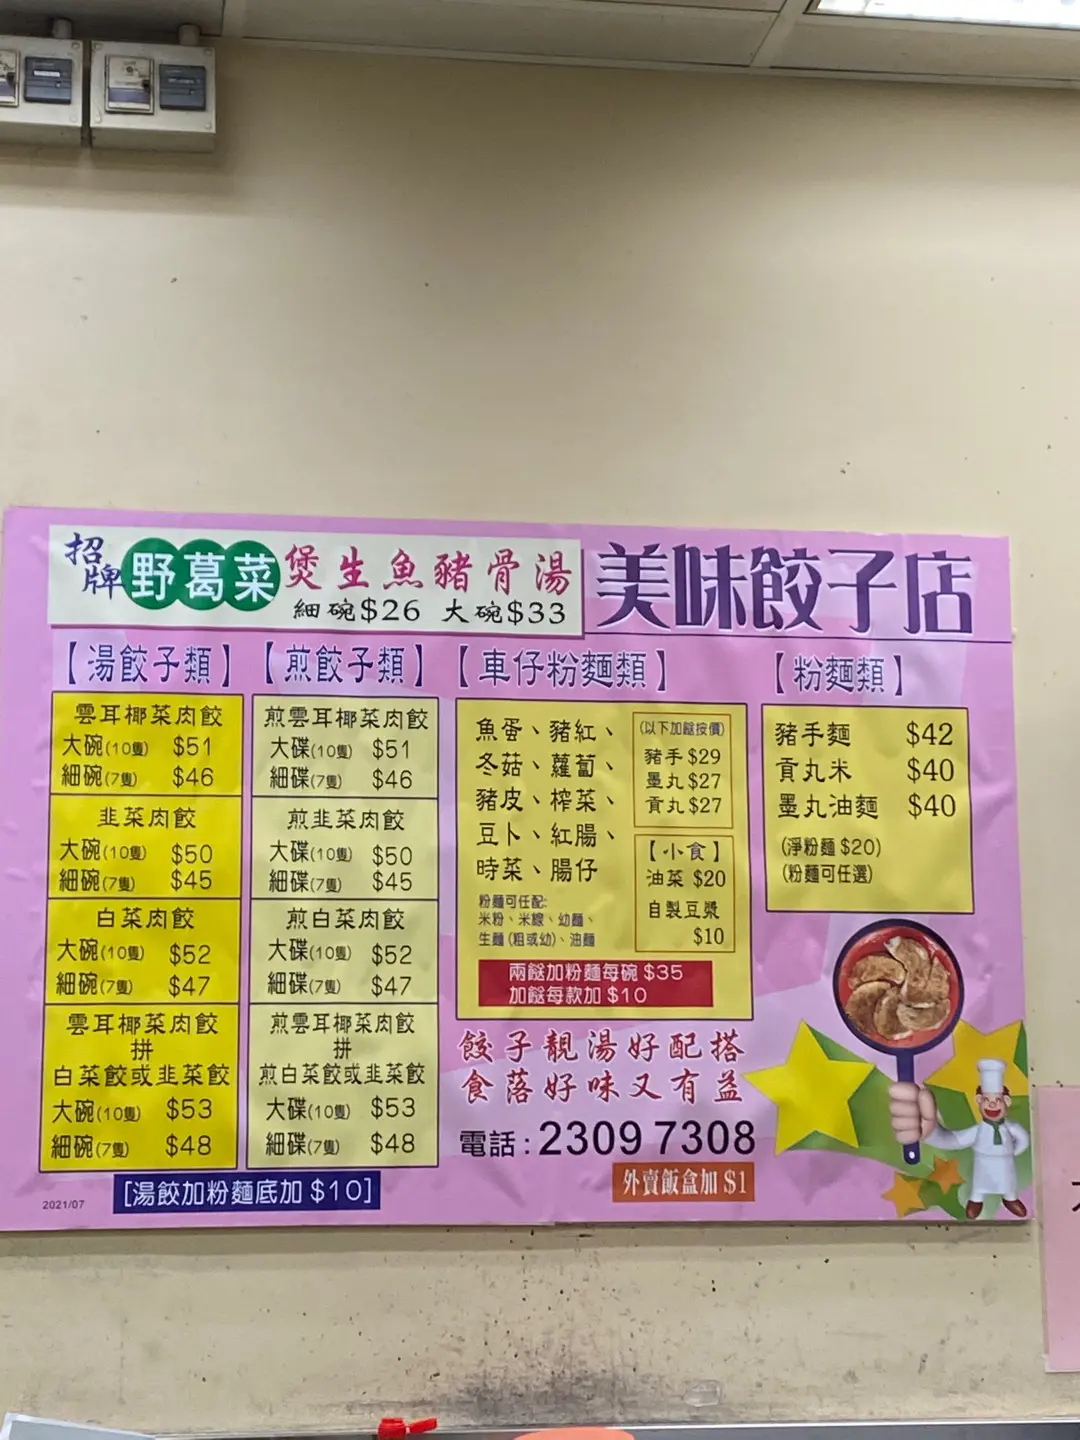 招牌野葛菜煲生魚豬骨湯
細碗$26 大碗$33
美味餃子店
【湯餃子類】
雲耳椰菜肉餃
大碗(10隻) $51
細碗(7隻) $46
韭菜肉餃
大碗(10隻) $50
細碗(7隻) $45
白菜肉餃
大碗(10隻) $52
細碗(7隻) $47
雲耳椰菜肉餃
拼
白菜餃或韭菜餃
大碗(10隻) $53
細碗(7隻) $48
【煎餃子類】
煎雲耳椰菜肉餃
大碟(10隻) $51
細碟(7隻) $46
煎韭菜肉餃
大碟(10隻) $50
細碟(7隻) $45
煎白菜肉餃
大碟(10隻) $52
細碟(7隻) $47
煎雲耳椰菜肉餃
拼
煎白菜餃或韭菜餃
大碟(10隻) $53
細碟(7隻) $48
[湯餃加粉麵底加 $10]
2021/07
【車仔粉麵類】
魚蛋、豬紅、
冬菇、蘿蔔、
豬皮、榨菜、
豆卜、紅腸、
時菜、腸仔
粉麵可任配:
米粉、米線、幼麵、
生麵(粗或幼)、油麵
(以下加餸按價)
豬手 $29
墨丸 $27
貢丸 $27
【小食】
油菜 $20
自製豆漿
$10
兩餸加粉麵每碗 $35
加餸每款加 $10
【粉麵類】
豬手麵 $42
貢丸米 $40
墨丸油麵 $40
(淨粉麵 $20)
(粉麵可任選)
餃子靚湯好配搭
食落好味又有益
電話:2309 7308
外賣飯盒加 $1